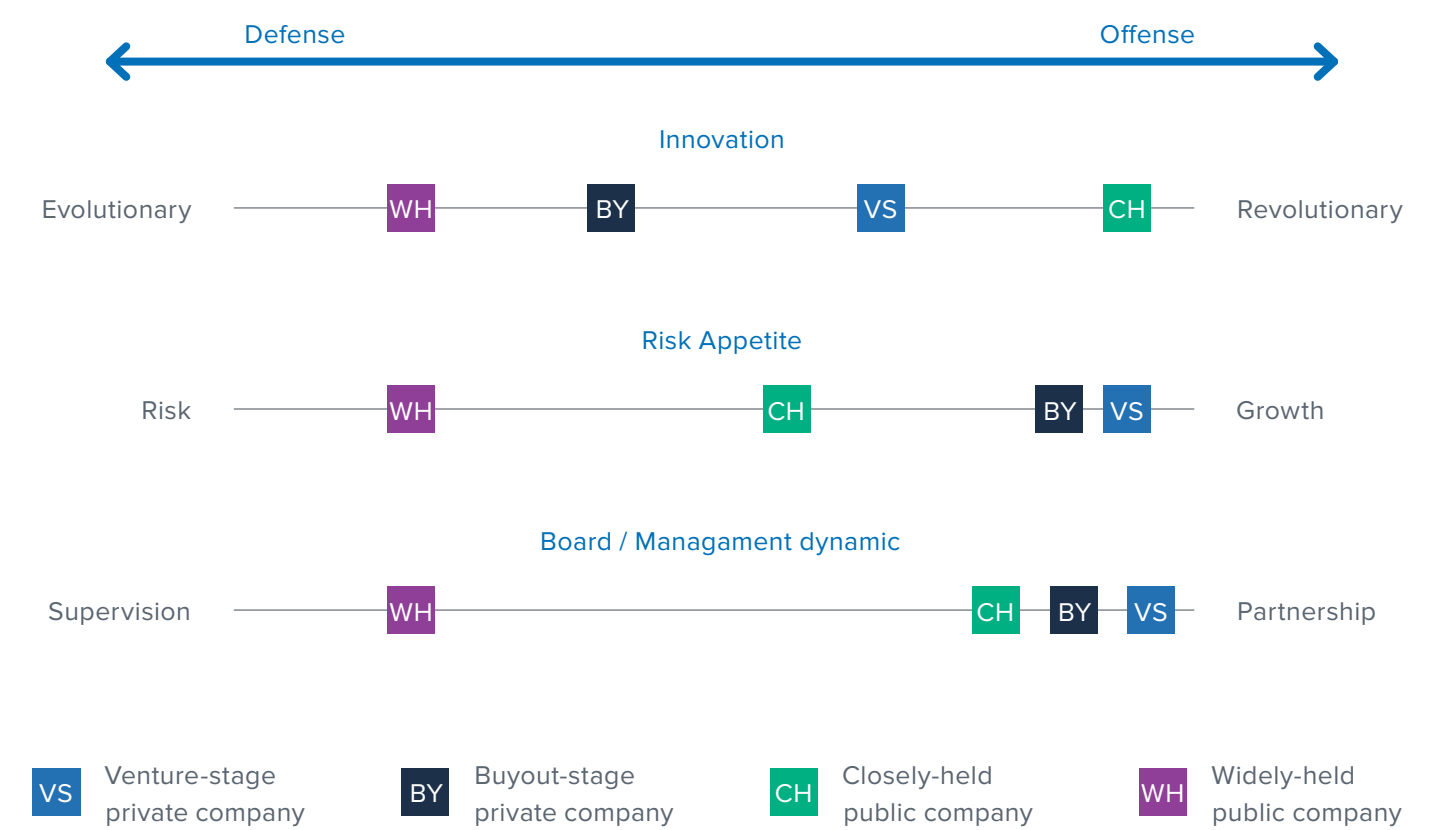 Defense Offense
Innovation
Evolutionary WH BY VS CH Revolutionary
Risk Appetite
Risk WH CH BY VS Growth
Board / Managament dynamic
Supervision WH CH BY VS Partnership
VS Venture-stage
private company
BY Buyout-stage
private company
CH Closely-held
public company
WH Widely-held
public company